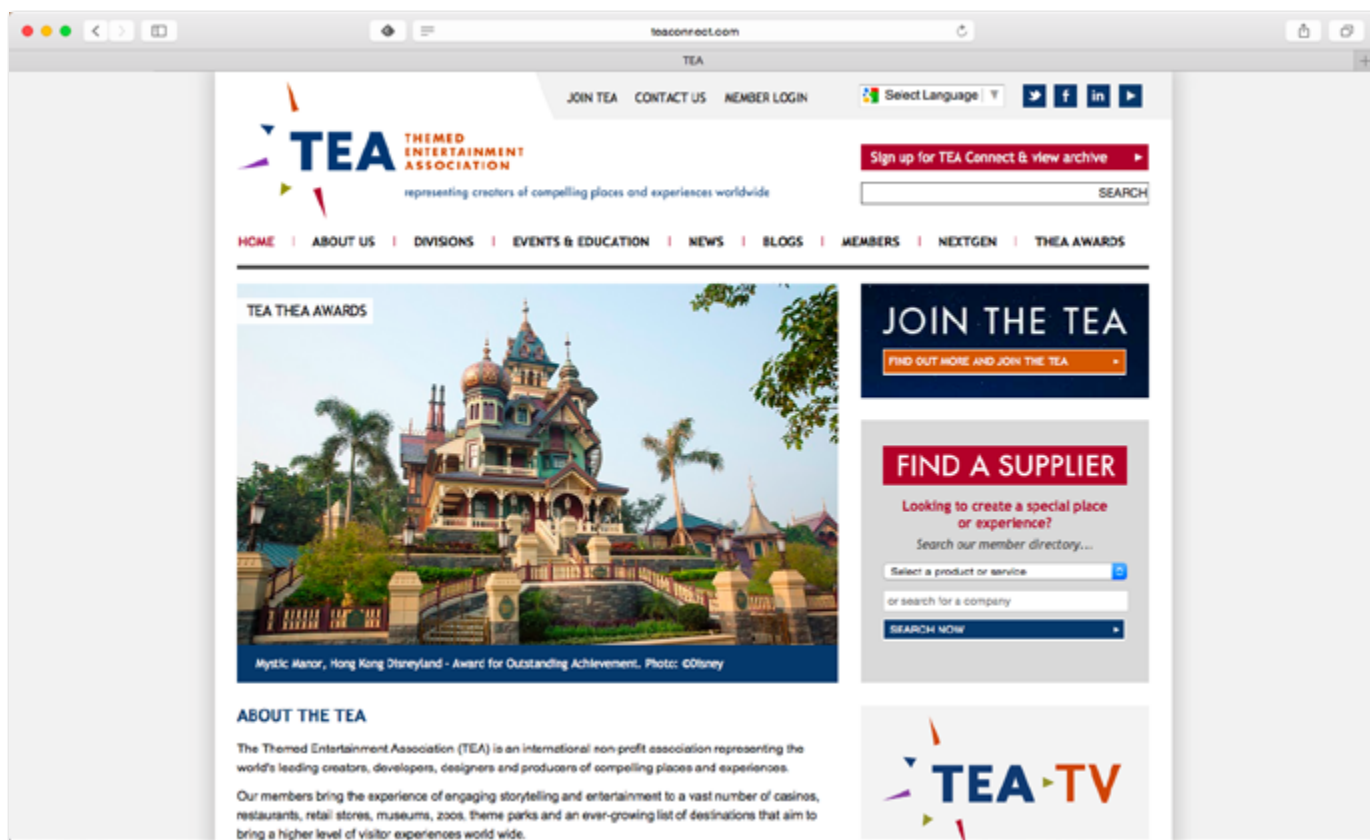 teaconnect.com
TEA
JOIN TEA CONTACT US MEMBER LOGIN
Select Language
TEA THEMED
ENTERTAINMENT
ASSOCIATION
representing creators of compelling places and experiences worldwide
Sign up for TEA Connect & view archive
SEARCH
HOME | ABOUT US | DIVISIONS | EVENTS & EDUCATION | NEWS | BLOGS | MEMBERS | NEXTGEN | THEA AWARDS
TEA THEA AWARDS
Mystic Manor, Hong Kong Disneyland - Award for Outstanding Achievement. Photo: ©Disney
JOIN THE TEA
FIND OUT MORE AND JOIN THE TEA
FIND A SUPPLIER
Looking to create a special place
or experience?
Search our member directory....
Select a product or service
or search for a company
SEARCH NOW
ABOUT THE TEA
The Themed Entertainment Association (TEA) is an international non-profit association representing the
world's leading creators, developers, designers and producers of compelling places and experiences.
Our members bring the experience of engaging storytelling and entertainment to a vast number of casinos,
restaurants, retail stores, museums, zoos, theme parks and an ever-growing list of destinations that aim to
bring a higher level of visitor experiences world wide.
TEA TV